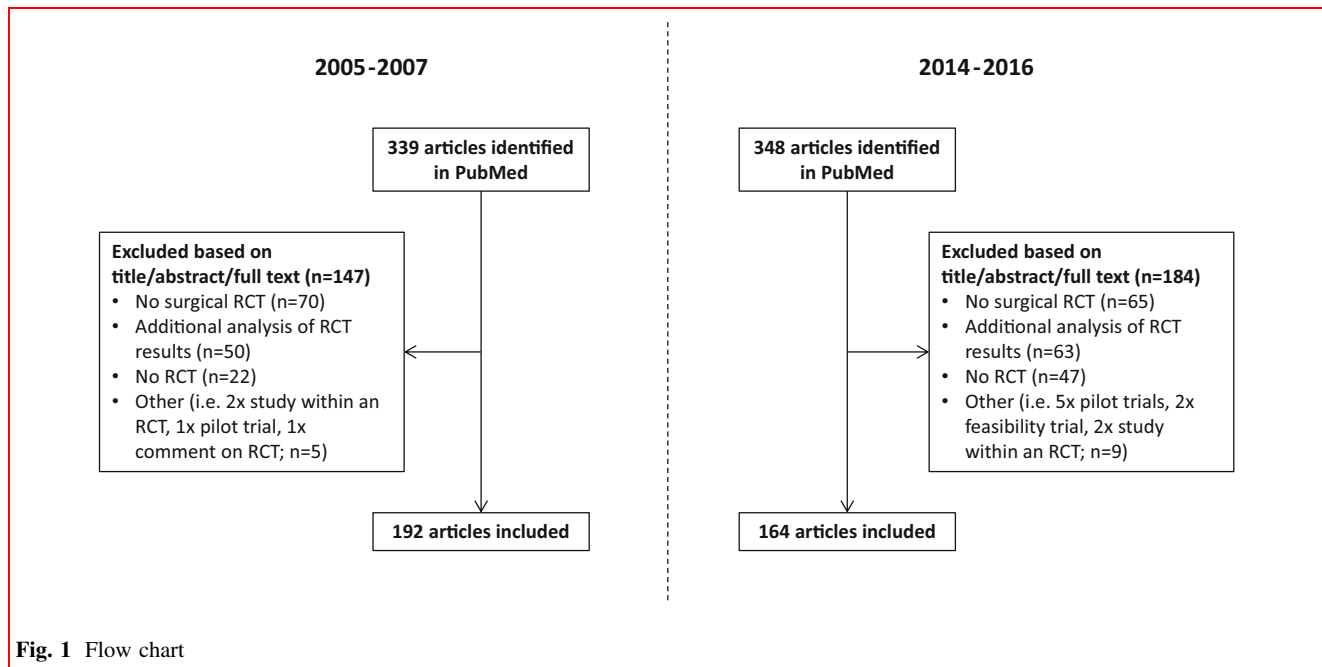 2005-2007
339 articles identified
in PubMed
Excluded based on
title/abstract/full text (n=147)
• No surgical RCT (n=70)
• Additional analysis of RCT
results (n=50)
• No RCT (n=22)
• Other (i.e. 2x study within an
RCT, 1x pilot trial, 1x
comment on RCT; n=5)
192 articles included
2014-2016
348 articles identified
in PubMed
Excluded based on
title/abstract/full text (n=184)
• No surgical RCT (n=65)
• Additional analysis of RCT
results (n=63)
• No RCT (n=47)
• Other (i.e. 5x pilot trials, 2x
feasibility trial, 2x study
within an RCT; n=9)
164 articles included
Fig. 1 Flow chart